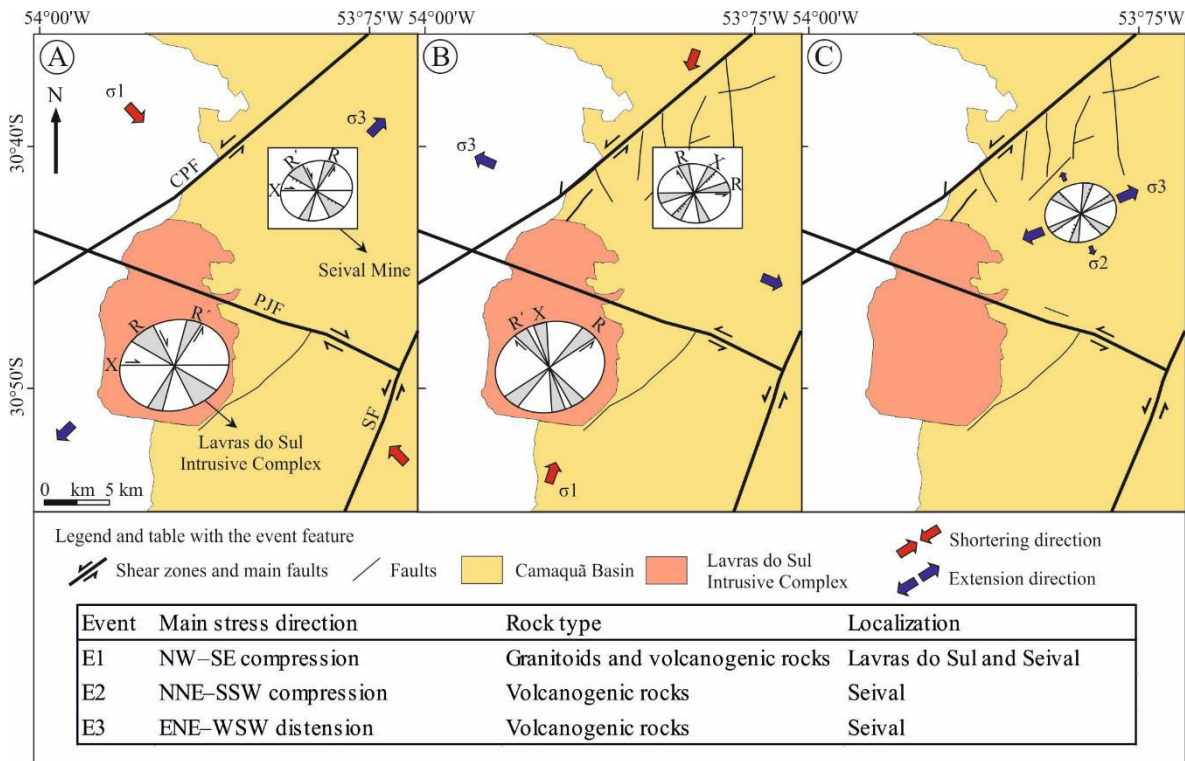 54°00'W 53°75'W 54°00'W 53°75'W 54°00'W 53°75'W
A B C
N
σ1 σ3 σ3 σ3
30°40'S
CPF CPF
R´ R
X
R X
R
Seival Mine
σ2
PJF
R R´
X
R´ X R
30°50'S
SF
Lavras do Sul
Intrusive Complex
σ1
0 km 5 km
Legend and table with the event feature
Shear zones and main faults Faults Camaquã Basin Lavras do Sul
Intrusive Complex
Shortering direction
Extension direction
Event Main stress direction Rock type Localization
E1 NW–SE compression Granitoids and volcanogenic rocks Lavras do Sul and Seival
E2 NNE–SSW compression Volcanogenic rocks Seival
E3 ENE–WSW distension Volcanogenic rocks Seival